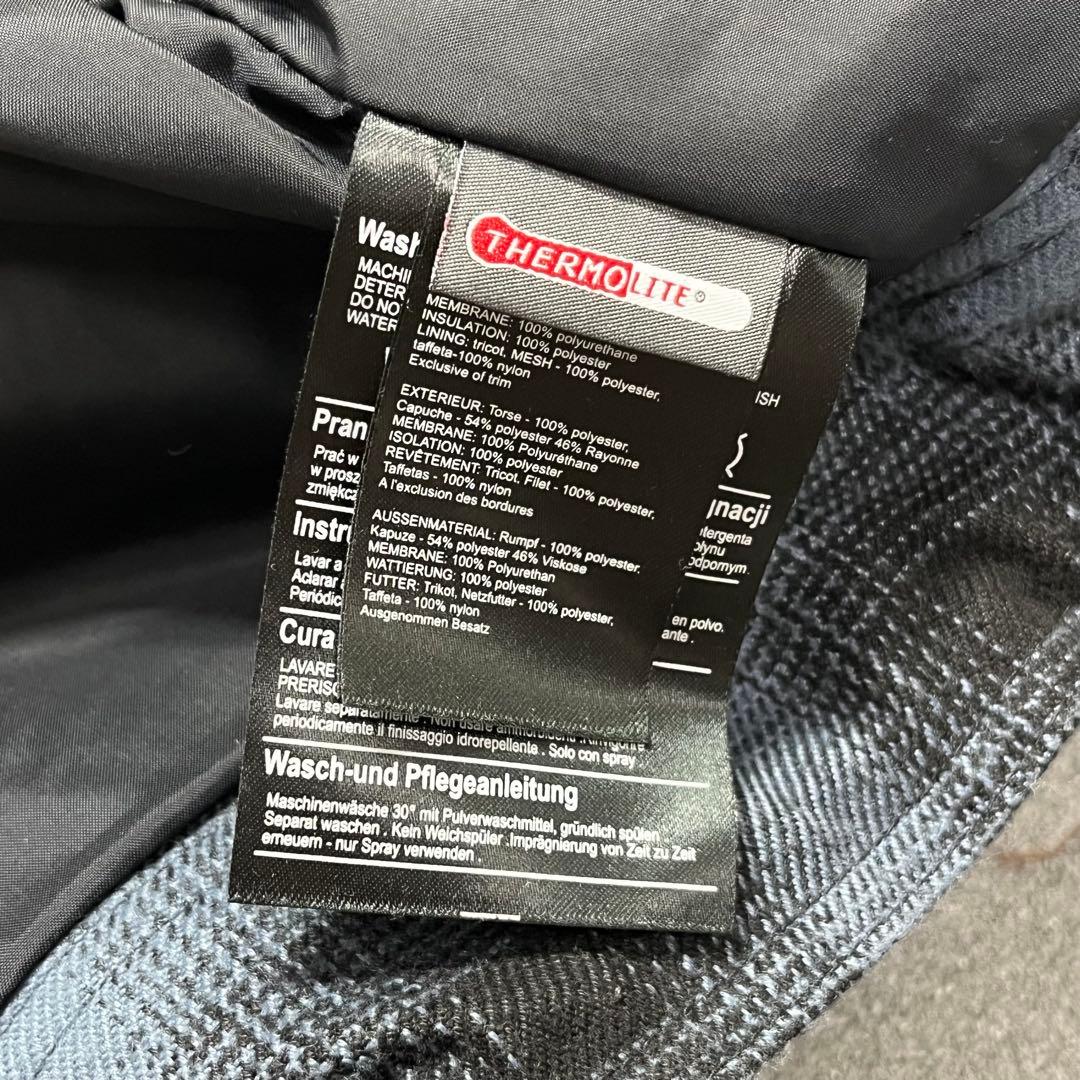 THERMOLITE®
MEMBRANE: 100% polyurethane
INSULATION: 100% polyester
LINING: tricot, MESH - 100% polyester,
taffeta-100% nylon
Exclusive of trim
EXTERIEUR: Torse - 100% polyester,
Capuche - 54% polyester 46% Rayonne
MEMBRANE: 100% Polyuréthane
ISOLATION: 100% polyester
REVÊTEMENT: Tricot, Filet - 100% polyester,
Taffetas - 100% nylon
A l'exclusion des bordures
AUSSENMATERIAL: Rumpf - 100% polyester,
Kapuze - 54% polyester 46% Viskose
MEMBRANE: 100% Polyurethan
WATTIERUNG: 100% polyester
FUTTER: Trikot, Netzfutter - 100% polyester,
Taffeta - 100% nylon
Ausgenommen Besatz
Wash
MACHI
DETER
DO NO
WATER
ISH
Pran
jnacji
Prać w
tergenta
w prosz
płynu
zmiękcz
odpornym.
Instru
Lavar a
en polvo.
Aclarar
ante .
Periódic
Cura
LAVARE
PRERISC
Lavare separatamente . Non usare ammorbidenti
periodicamente il finissaggio idrorepellente . Solo con spray
Wasch-und Pflegeanleitung
Maschinenwäsche 30° mit Pulverwaschmittel, gründlich spülen
Separat waschen . Kein Weichspüler .Imprägnierung von Zeit zu Zeit
erneuern - nur Spray verwenden .